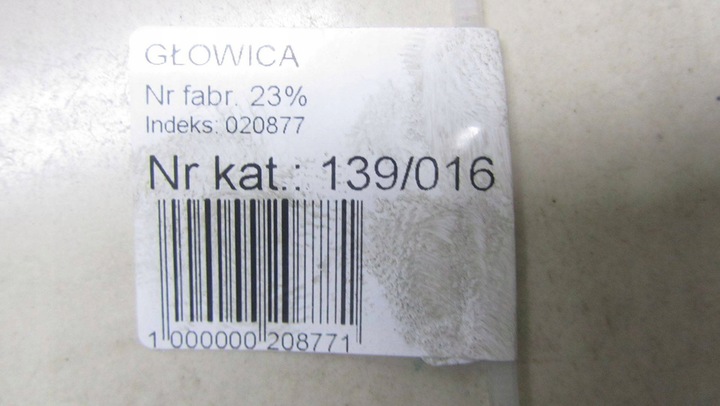 GŁOWICA
Nr fabr. 23%
Indeks: 020877
Nr kat.: 139/016
1 000000 208771